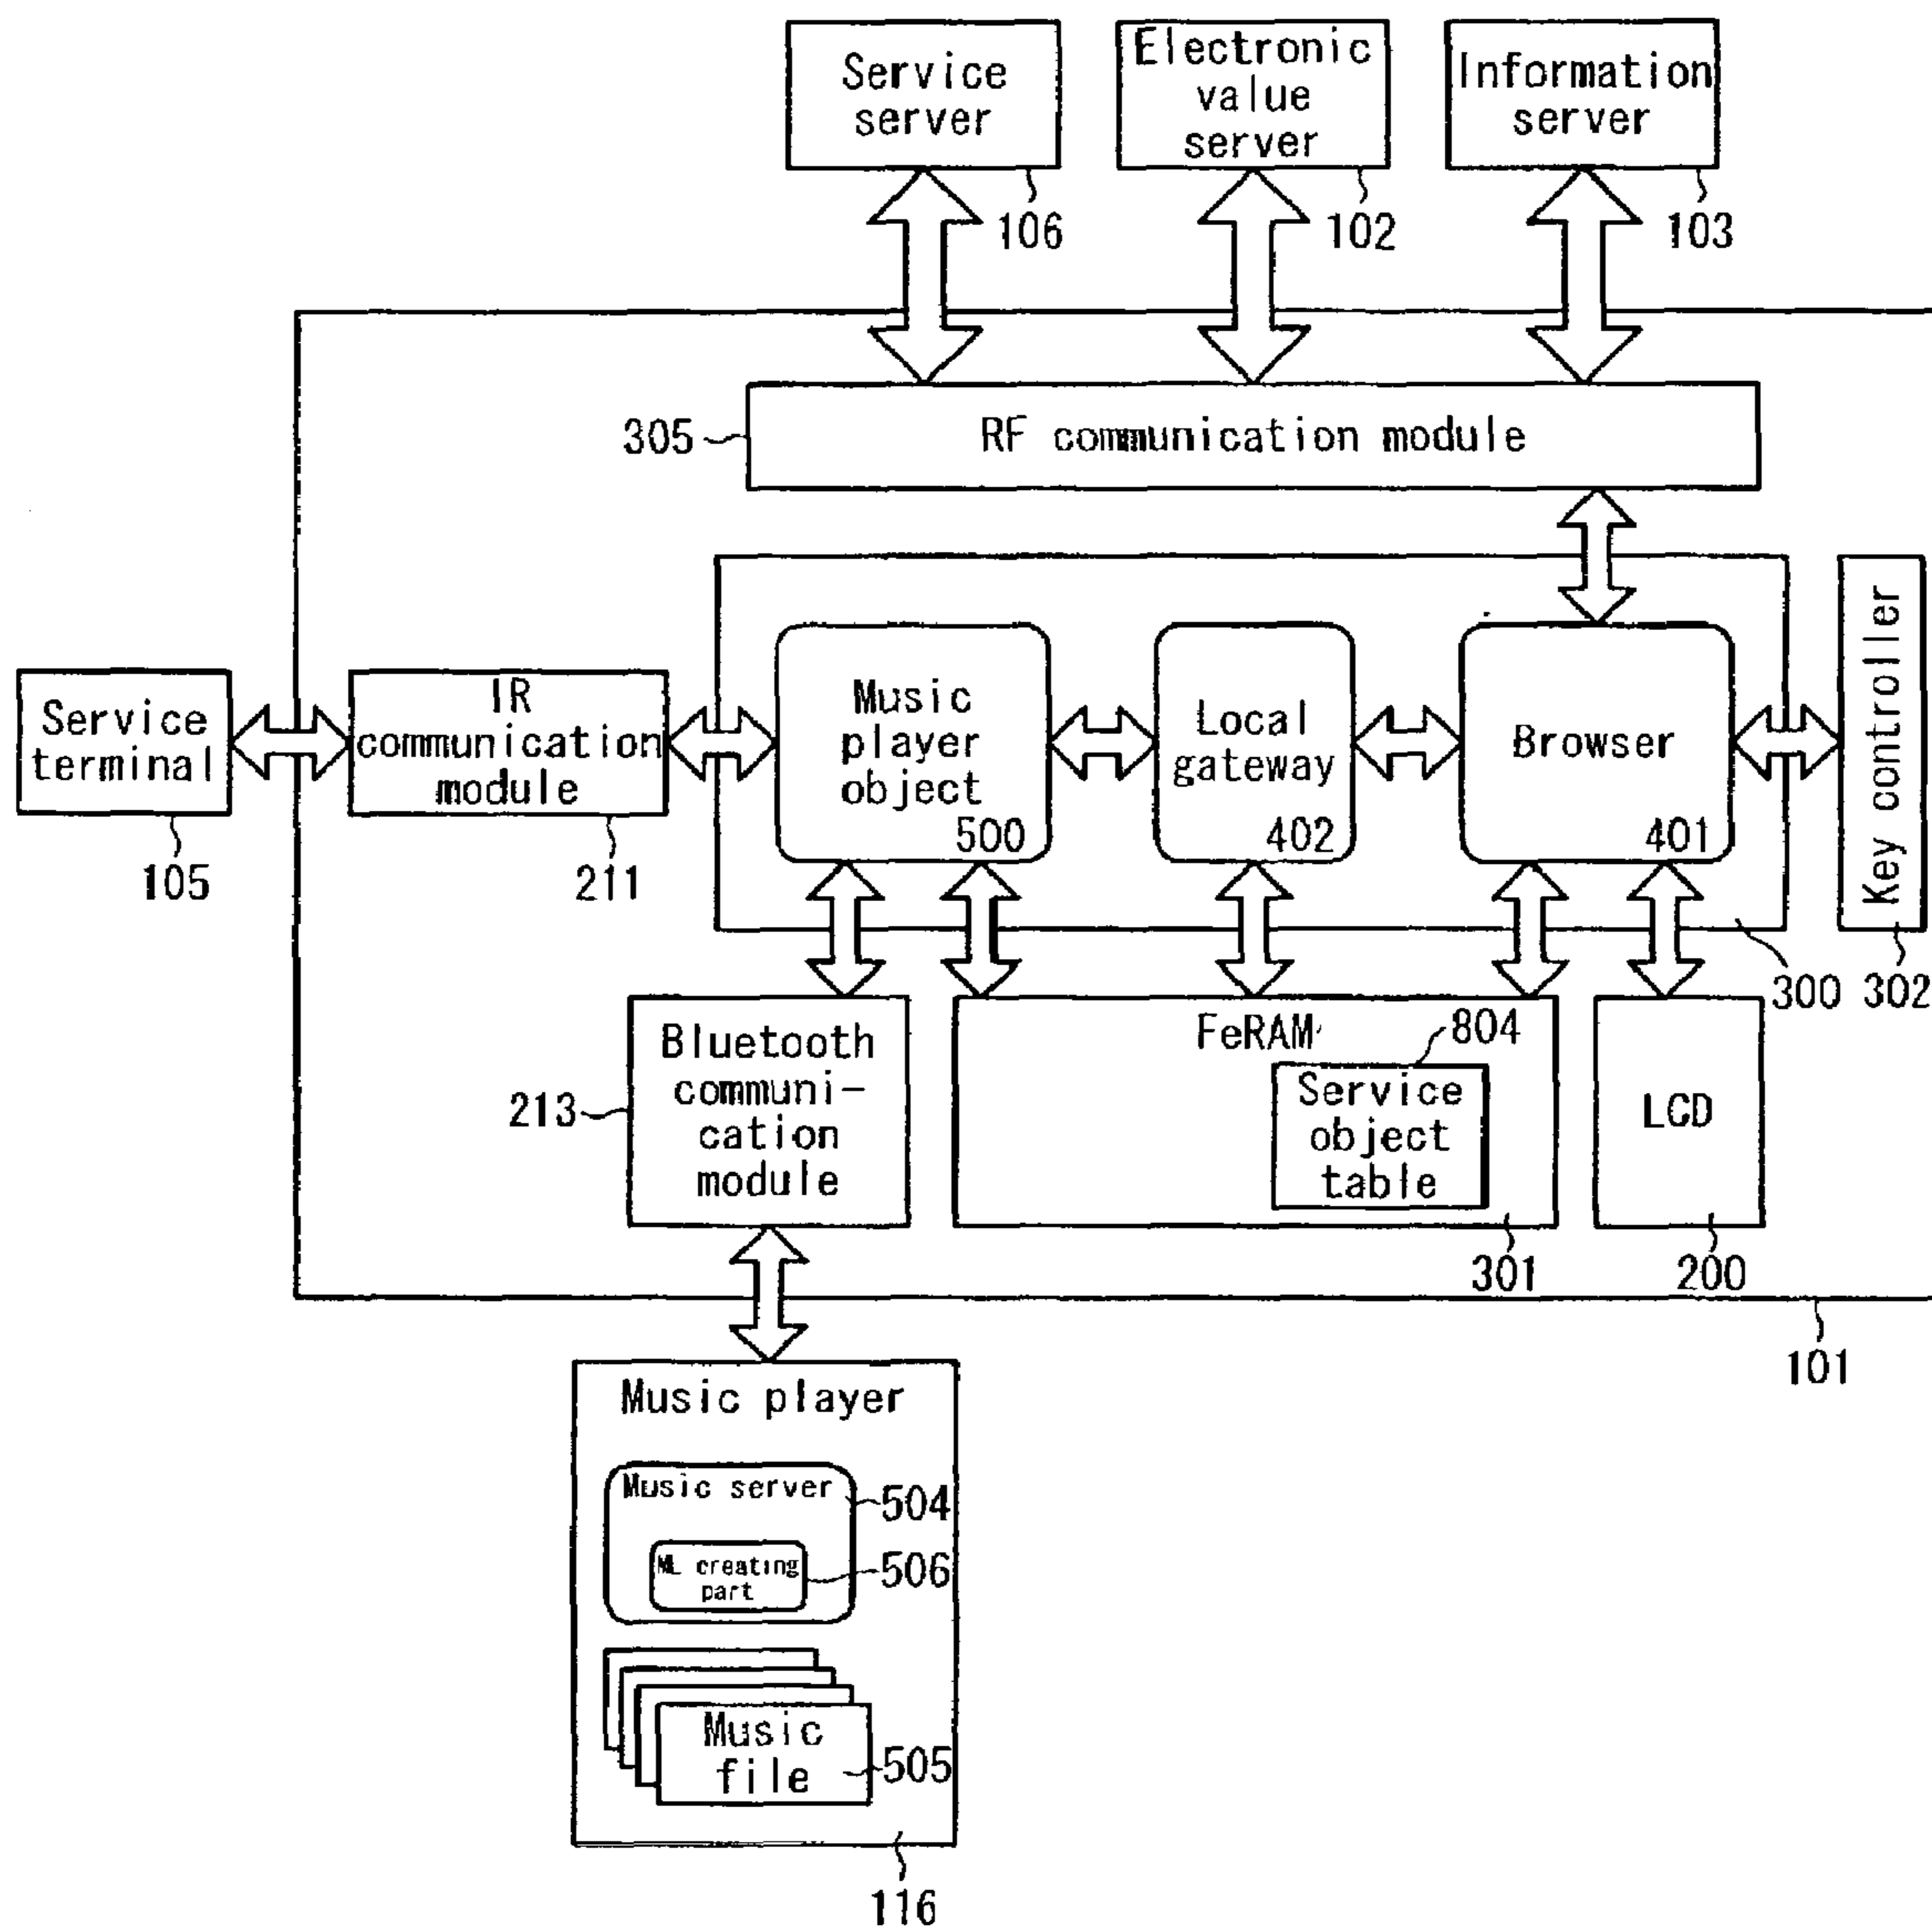 Service
server
106
Electronic
value
server
102
Information
server
103
305
RF communication module
Service
terminal
105
IR
communication
module
211
Music
player
object
500
Local
gateway
402
Browser
401
Key controller
300
302
213
Bluetooth
communi-
cation
module
FeRAM
804
Service
object
table
301
LCD
200
101
Music player
Music server
504
ML creating
part
506
Music
file
505
116